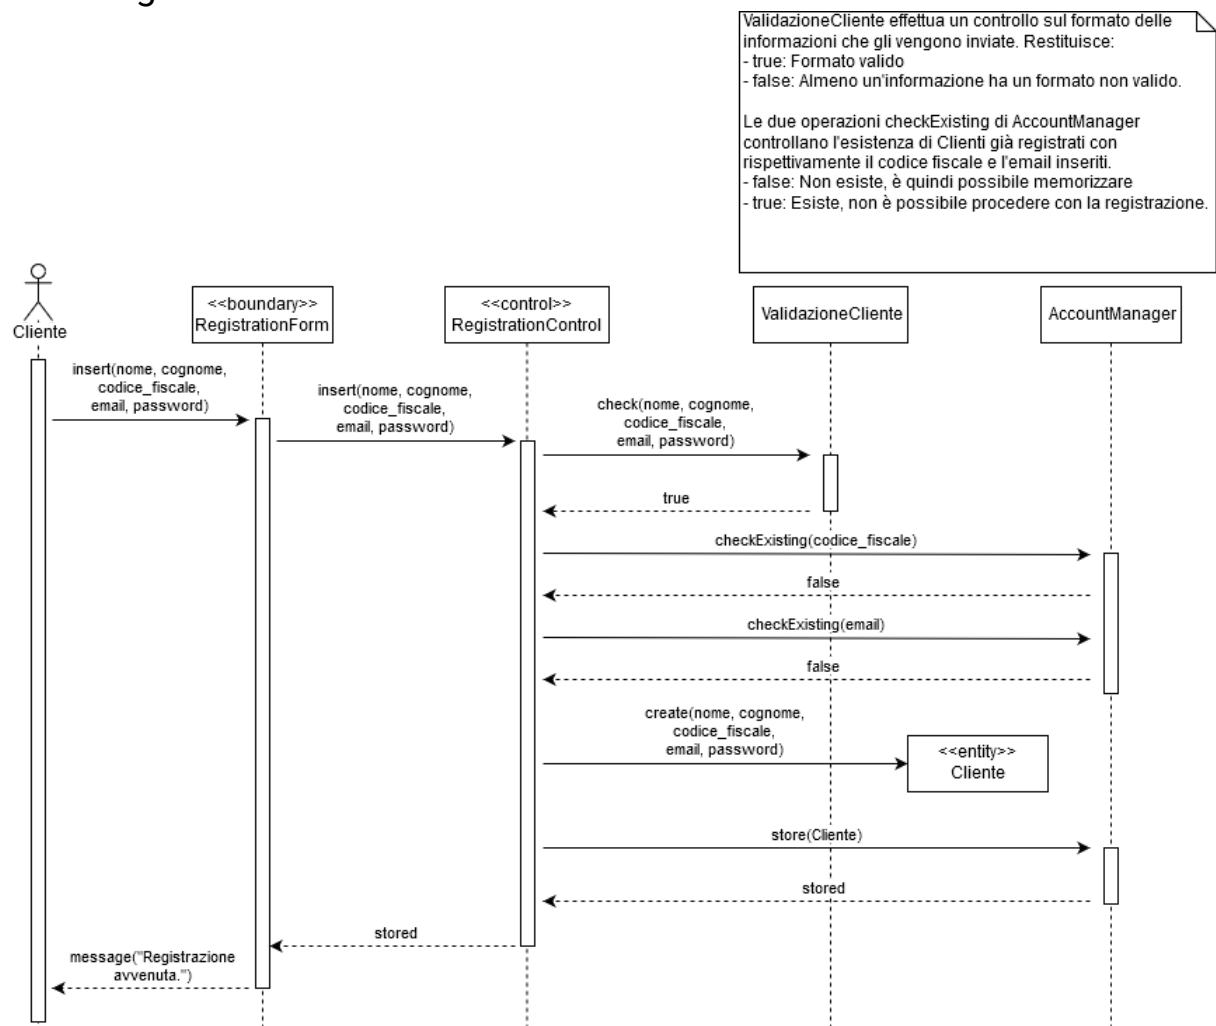 ValidazioneCliente effettua un controllo sul formato delle
informazioni che gli vengono inviate. Restituisce:
- true: Formato valido
- false: Almeno un'informazione ha un formato non valido.
Le due operazioni checkExisting di AccountManager
controllano l'esistenza di Clienti già registrati con
rispettivamente il codice fiscale e l'email inseriti.
- false: Non esiste, è quindi possibile memorizzare
- true: Esiste, non è possibile procedere con la registrazione.
Cliente
<<boundary>>
RegistrationForm
<<control>>
RegistrationControl
ValidazioneCliente
AccountManager
insert(nome, cognome,
codice_fiscale,
email, password)
insert(nome, cognome,
codice_fiscale,
email, password)
check(nome, cognome,
codice_fiscale,
email, password)
true
checkExisting(codice_fiscale)
false
checkExisting(email)
false
create(nome, cognome,
codice_fiscale,
email, password)
<<entity>>
Cliente
store(Cliente)
stored
stored
message("Registrazione
avvenuta.")